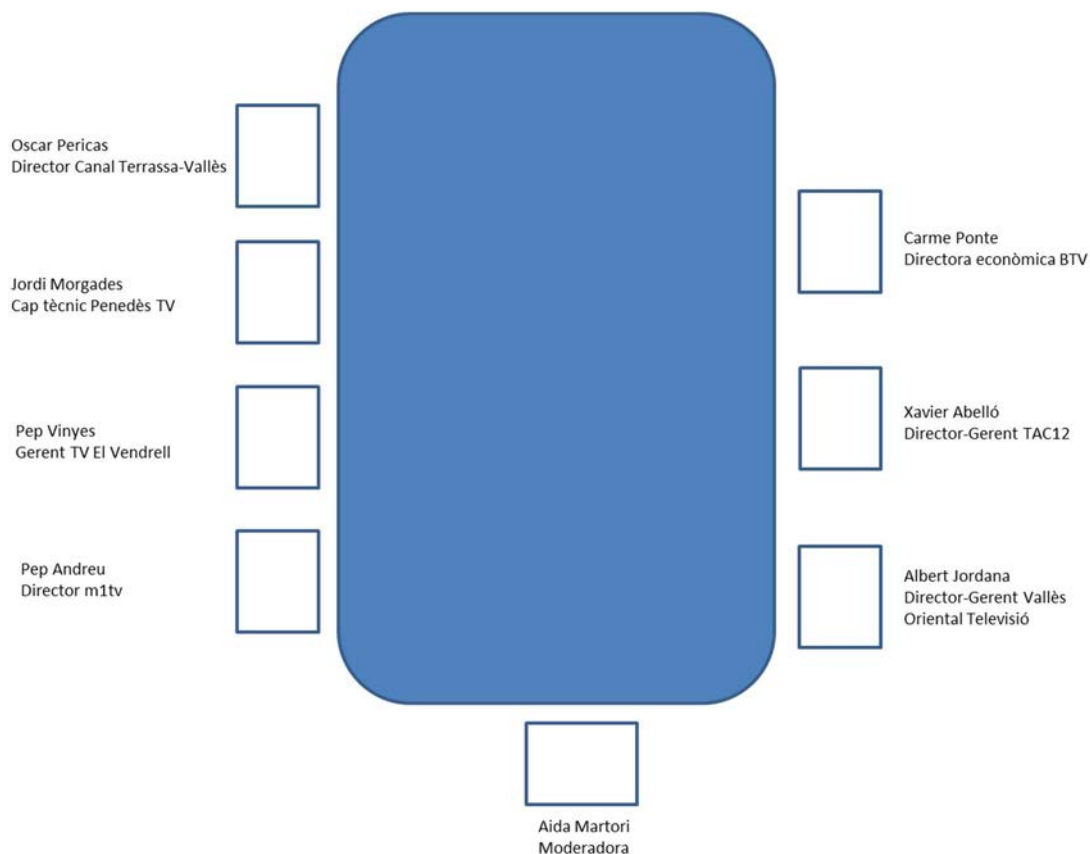 Oscar Pericas
Director Canal Terrassa-Vallès
Jordi Morgades
Cap tècnic Penedès TV
Pep Vinyes
Gerent TV El Vendrell
Pep Andreu
Director m1tv
Carme Ponte
Directora econòmica BTV
Xavier Abelló
Director-Gerent TAC12
Albert Jordana
Director-Gerent Vallès
Oriental Televisió
Aida Martori
Moderadora